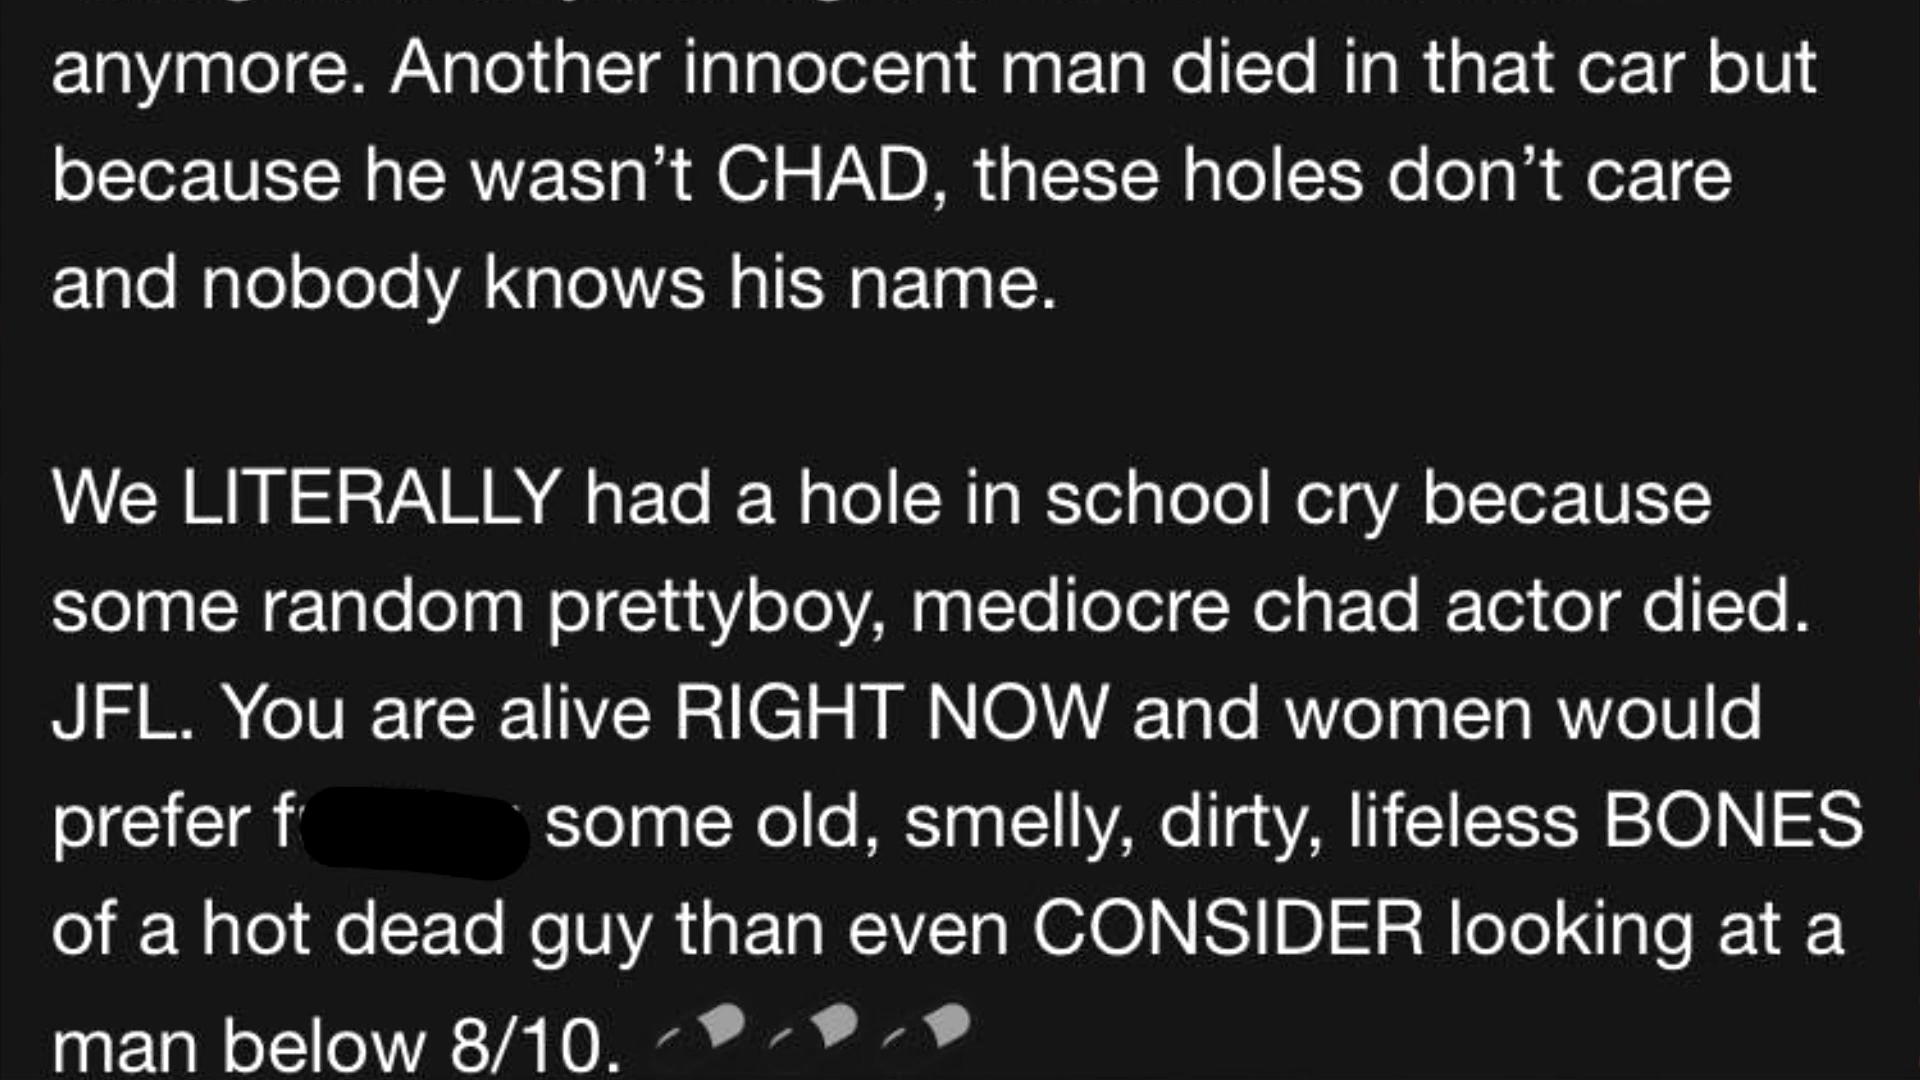 anymore. Another innocent man died in that car but
because he wasn’t CHAD, these holes don’t care
and nobody knows his name.
We LITERALLY had a hole in school cry because
some random prettyboy, mediocre chad actor died.
JFL. You are alive RIGHT NOW and women would
prefer f some old, smelly, dirty, lifeless BONES
of a hot dead guy than even CONSIDER looking at a
man below 8/10.